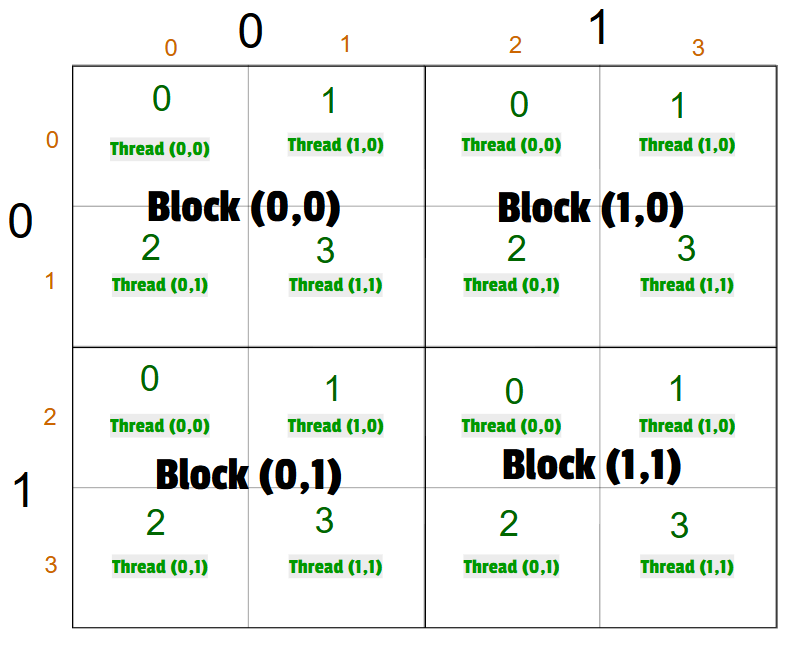 0 1
0 1 2 3
0 1 0 1
0 Thread (0,0) Thread (1,0) Thread (0,0) Thread (1,0)
0 Block (0,0) Block (1,0)
2 3 2 3
1 Thread (0,1) Thread (1,1) Thread (0,1) Thread (1,1)
0 1 0 1
2 Thread (0,0) Thread (1,0) Thread (0,0) Thread (1,0)
1 Block (0,1) Block (1,1)
2 3 2 3
3 Thread (0,1) Thread (1,1) Thread (0,1) Thread (1,1)